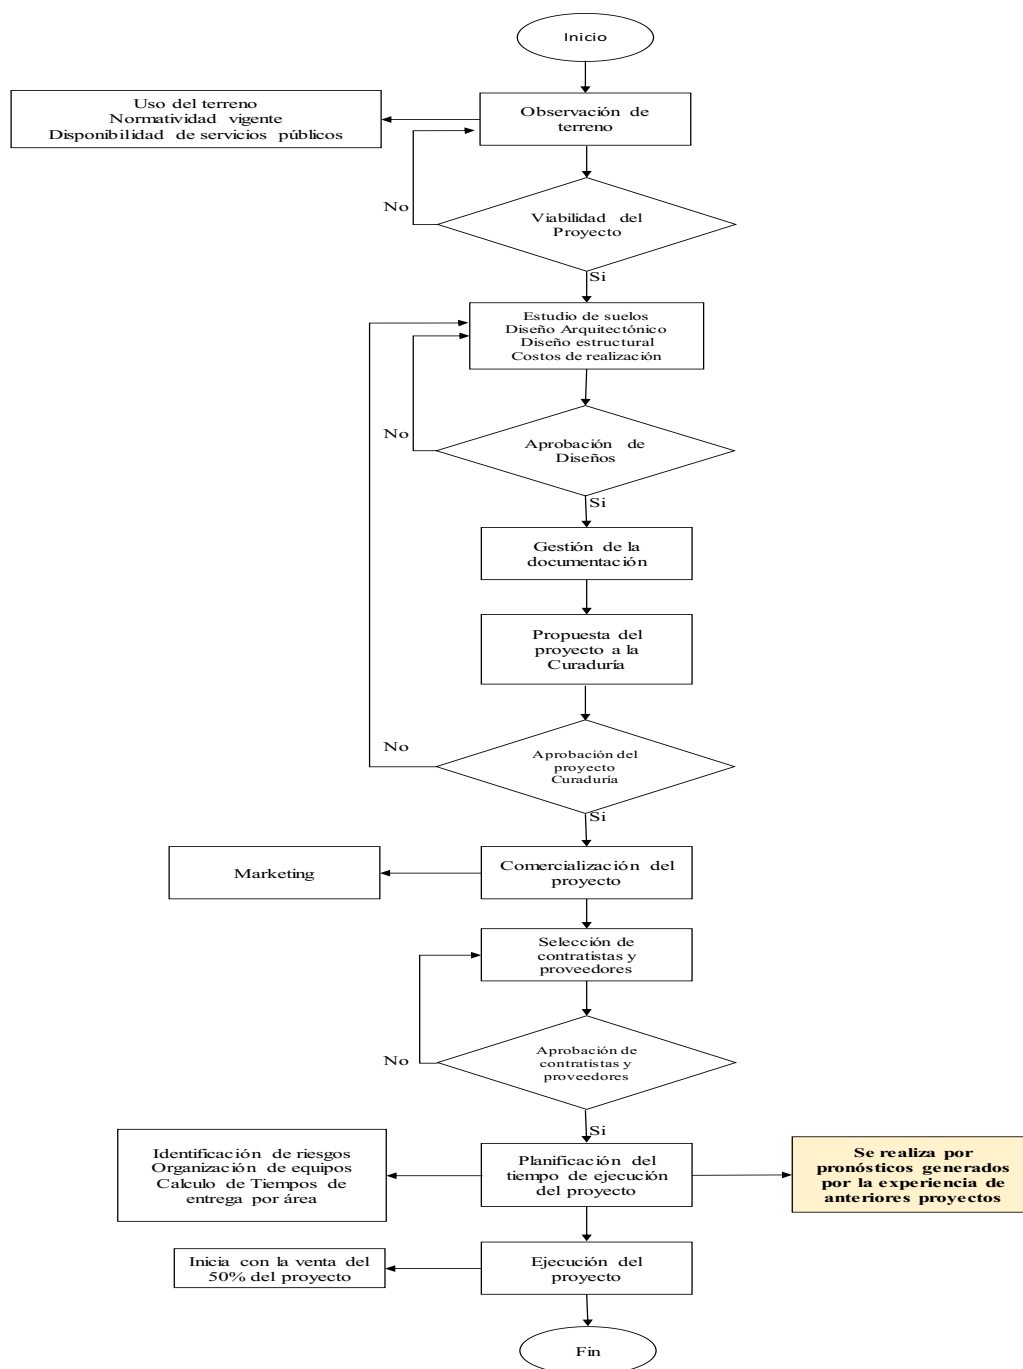 Inicio
Uso del terreno
Normatividad vigente
Disponibilidad de servicios públicos
Observación de
terreno
No
Viabilidad del
Proyecto
Si
Estudio de suelos
Diseño Arquitectónico
Diseño estructural
Costos de realización
No
Aprobación de
Diseños
Si
Gestión de la
documentación
Propuesta del
proyecto a la
Curaduría
No
Aprobación del
proyecto
Curaduría
Si
Marketing
Comercialización del
proyecto
Selección de
contratistas y
proveedores
No
Aprobación de
contratistas y
proveedores
Si
Identificación de riesgos
Organización de equipos
Calculo de Tiempos de
entrega por área
Planificación del
tiempo de ejecución
del proyecto
Se realiza por
pronósticos generados
por la experiencia de
anteriores proyectos
Inicia con la venta del
50% del proyecto
Ejecución del
proyecto
Fin